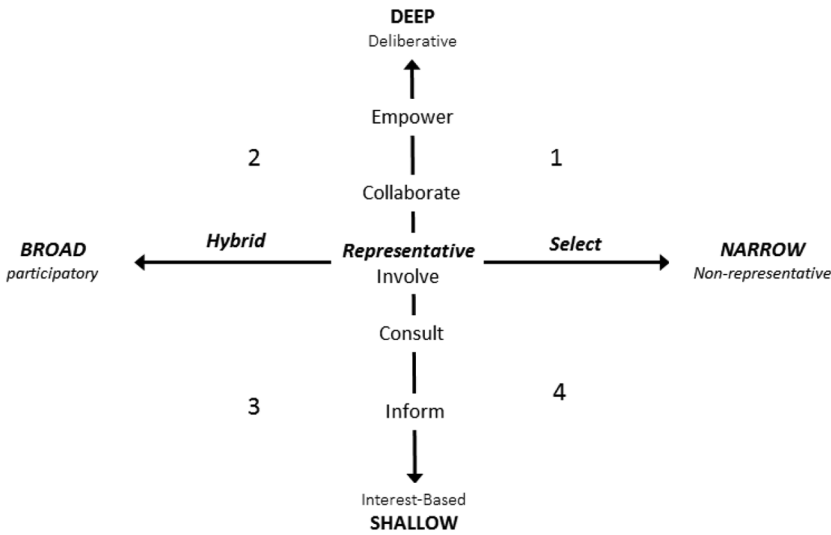 DEEP
Deliberative
Empower
2
1
Collaborate
BROAD
participatory
Hybrid
Representative
Involve
Select
NARROW
Non-representative
Consult
3
4
Inform
Interest-Based
SHALLOW